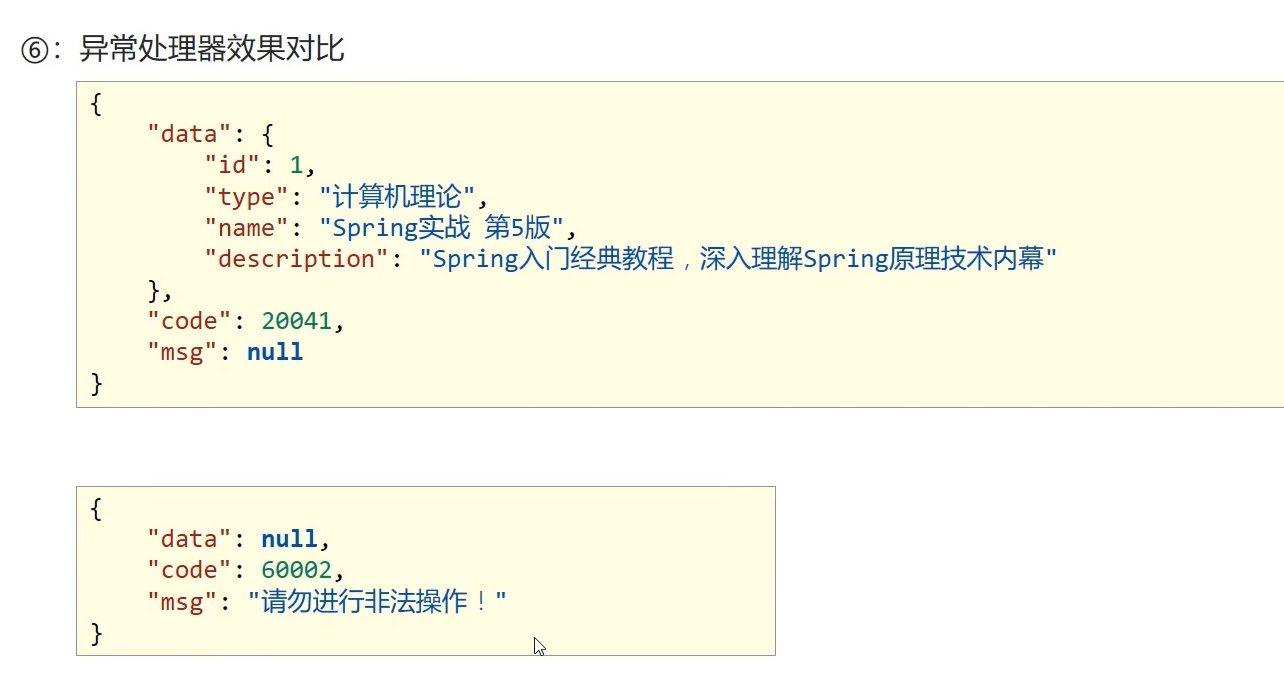 ⑥：异常处理器效果对比
{
    "data": {
        "id": 1,
        "type": "计算机理论",
        "name": "Spring实战 第5版",
        "description": "Spring入门经典教程，深入理解Spring原理技术内幕"
    },
    "code": 20041,
    "msg": null
}
{
    "data": null,
    "code": 60002,
    "msg": "请勿进行非法操作！"
}